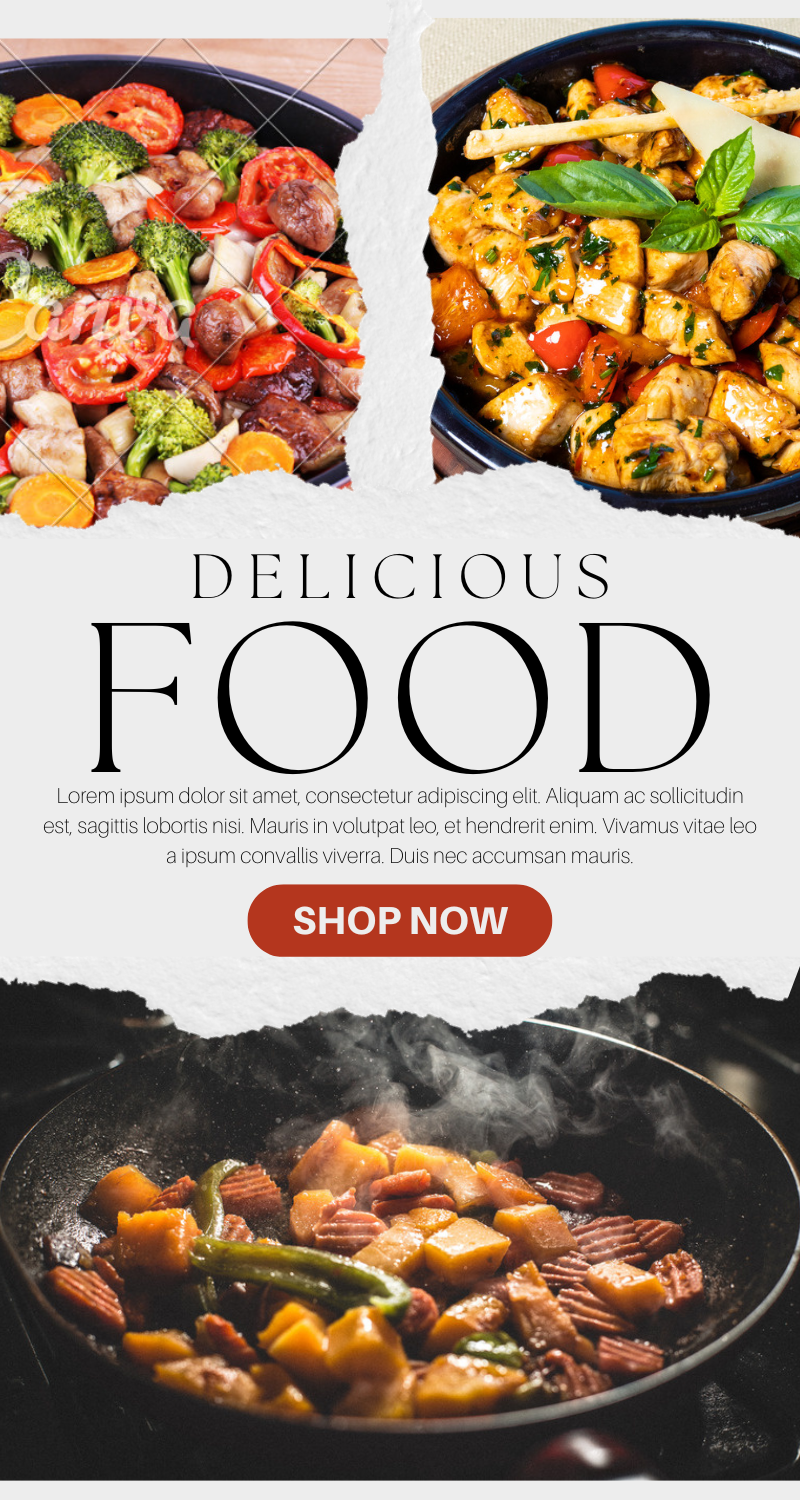 Canva
DELICIOUS
FOOD
Lorem ipsum dolor sit amet, consectetur adipiscing elit. Aliquam ac sollicitudin
est, sagittis lobortis nisi. Mauris in volutpat leo, et hendrerit enim. Vivamus vitae leo
a ipsum convallis viverra. Duis nec accumsan mauris.
SHOP NOW